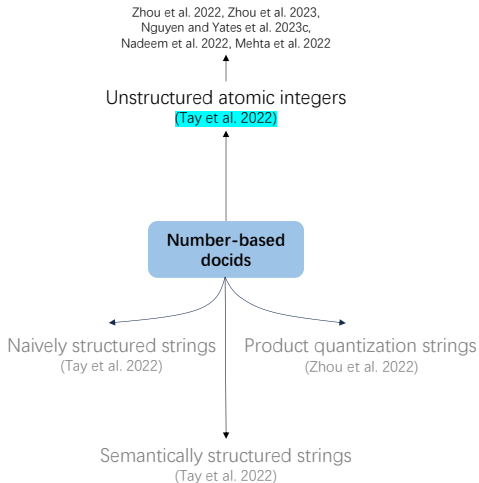 Zhou et al. 2022, Zhou et al. 2023,
Nguyen and Yates et al. 2023c,
Nadeem et al. 2022, Mehta et al. 2022
Unstructured atomic integers
(Tay et al. 2022)
Number-based
docids
Naively structured strings
(Tay et al. 2022)
Product quantization strings
(Zhou et al. 2022)
Semantically structured strings
(Tay et al. 2022)